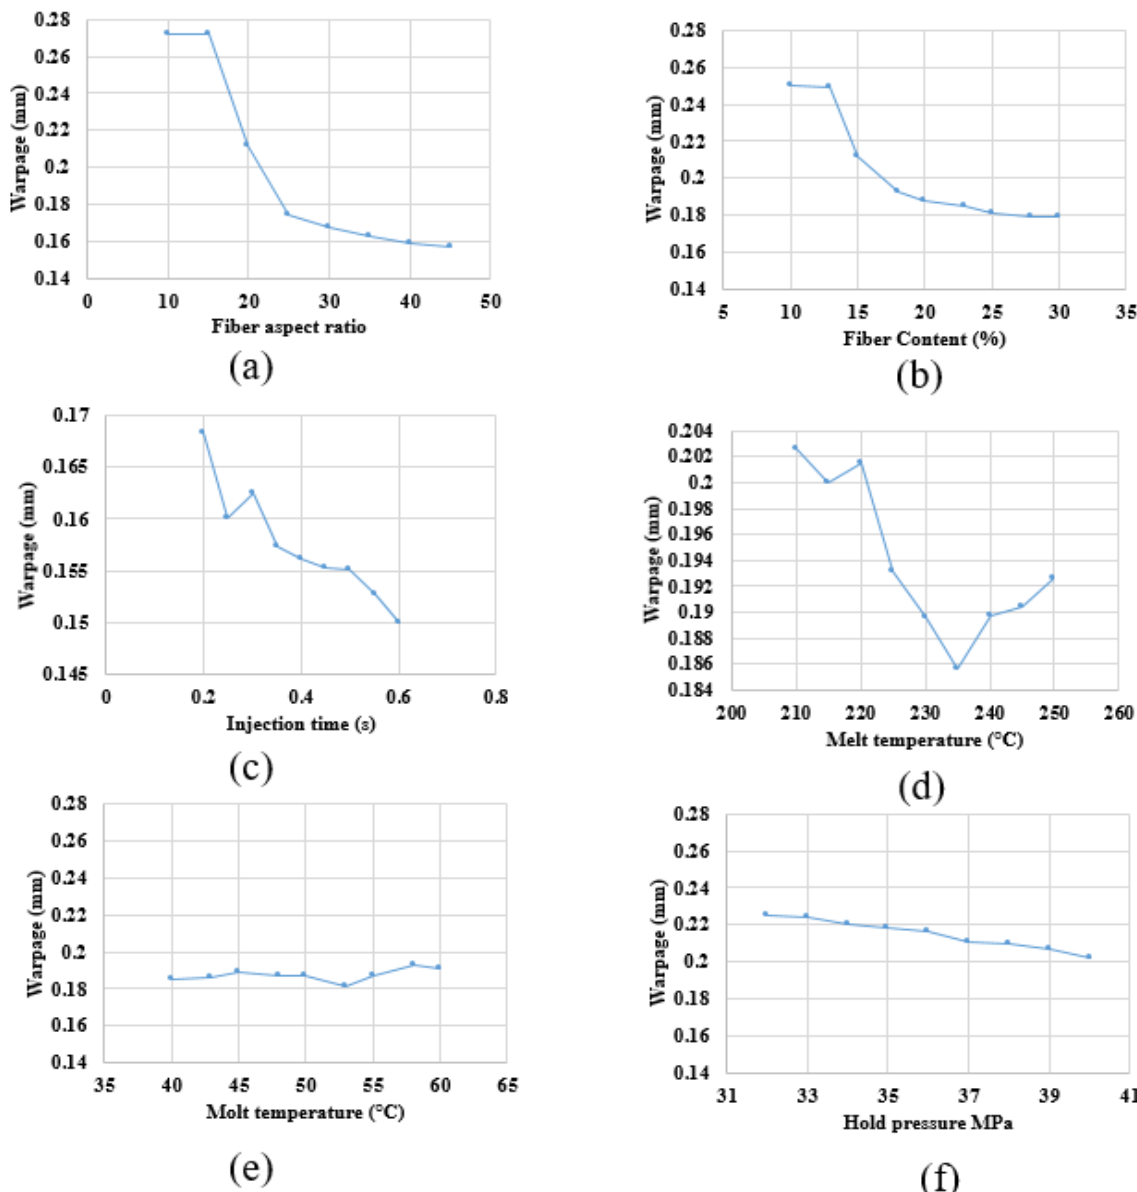 0.28
0.26
0.24
0.22
0.2
0.18
0.16
0.14
Warpage (mm)
0 10 20 30 40 50
Fiber aspect ratio
(a)
0.28
0.26
0.24
0.22
0.2
0.18
0.16
0.14
Warpage (mm)
5 10 15 20 25 30 35
Fiber Content (%)
(b)
0.17
0.165
0.16
0.155
0.15
0.145
Warpage (mm)
0 0.2 0.4 0.6 0.8
Injection time (s)
(c)
0.204
0.202
0.2
0.198
0.196
0.194
0.192
0.19
0.188
0.186
0.184
Warpage (mm)
200 210 220 230 240 250 260
Melt temperature (°C)
(d)
0.28
0.26
0.24
0.22
0.2
0.18
0.16
0.14
Warpage (mm)
35 40 45 50 55 60 65
Molt temperature (°C)
(e)
0.28
0.26
0.24
0.22
0.2
0.18
0.16
0.14
Warpage (mm)
31 33 35 37 39 41
Hold pressure MPa
(f)